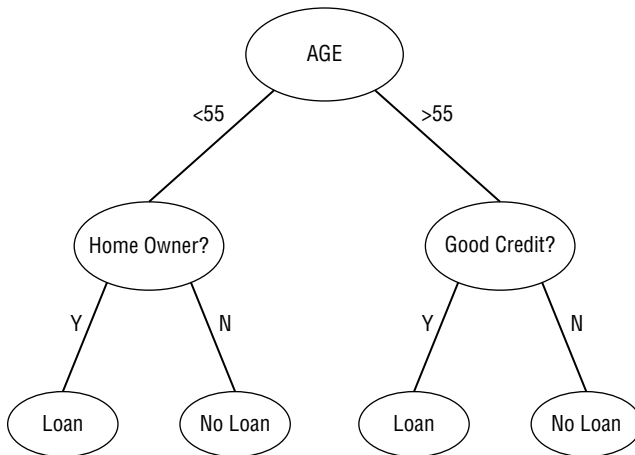 AGE
<55
>55
Home Owner?
Good Credit?
Y
N
Y
N
Loan
No Loan
Loan
No Loan